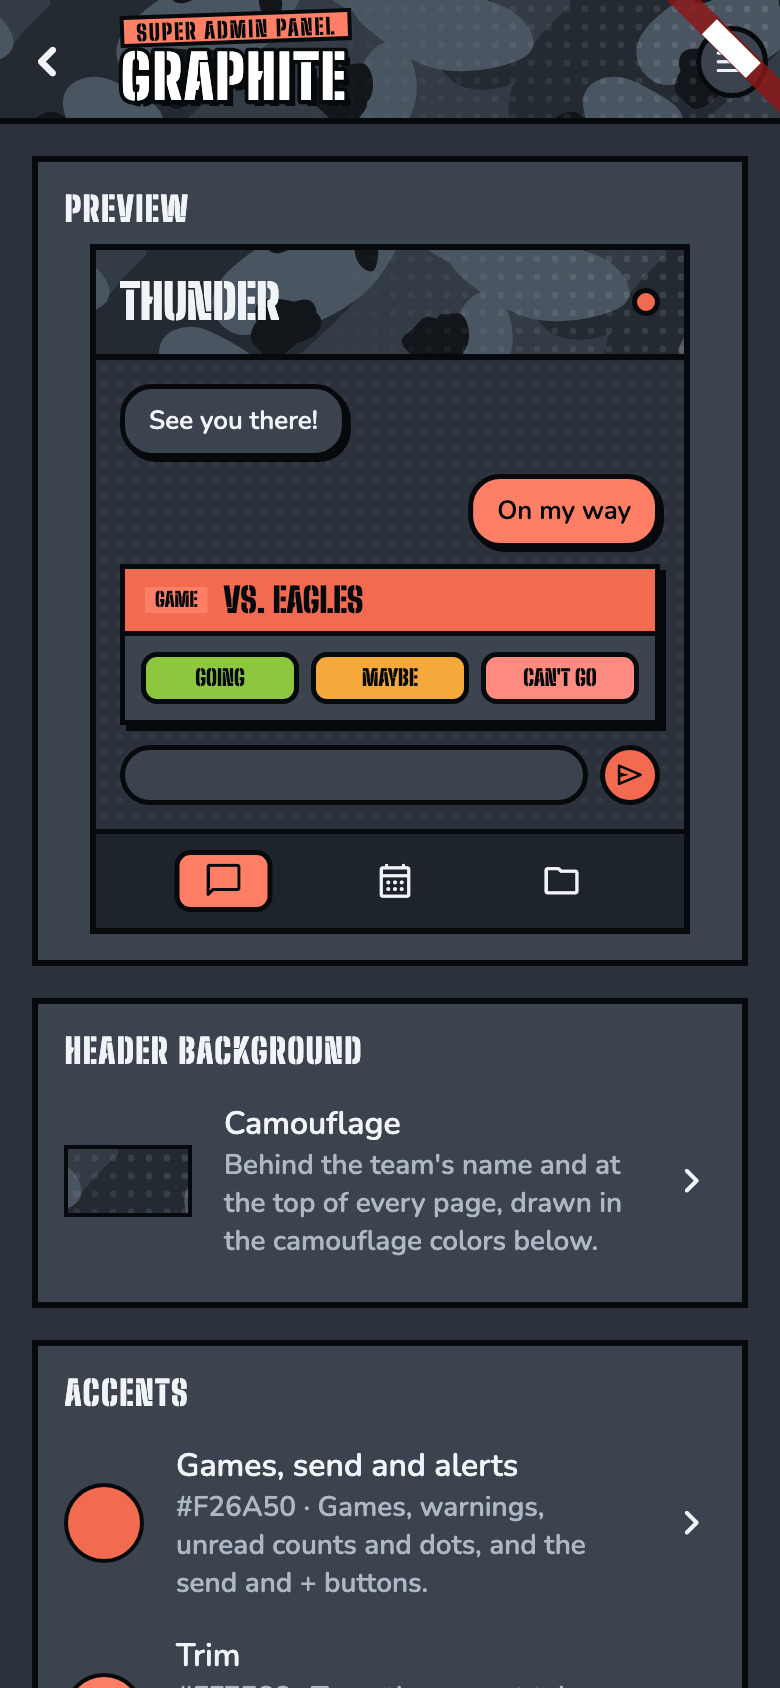 SUPER ADMIN PANEL
GRAPHITE
PREVIEW
THUNDER
See you there!
On my way
GAME VS. EAGLES
GOING MAYBE CAN'T GO
HEADER BACKGROUND
Camouflage
Behind the team's name and at
the top of every page, drawn in
the camouflage colors below.
ACCENTS
Games, send and alerts
#F26A50 · Games, warnings,
unread counts and dots, and the
send and + buttons.
Trim